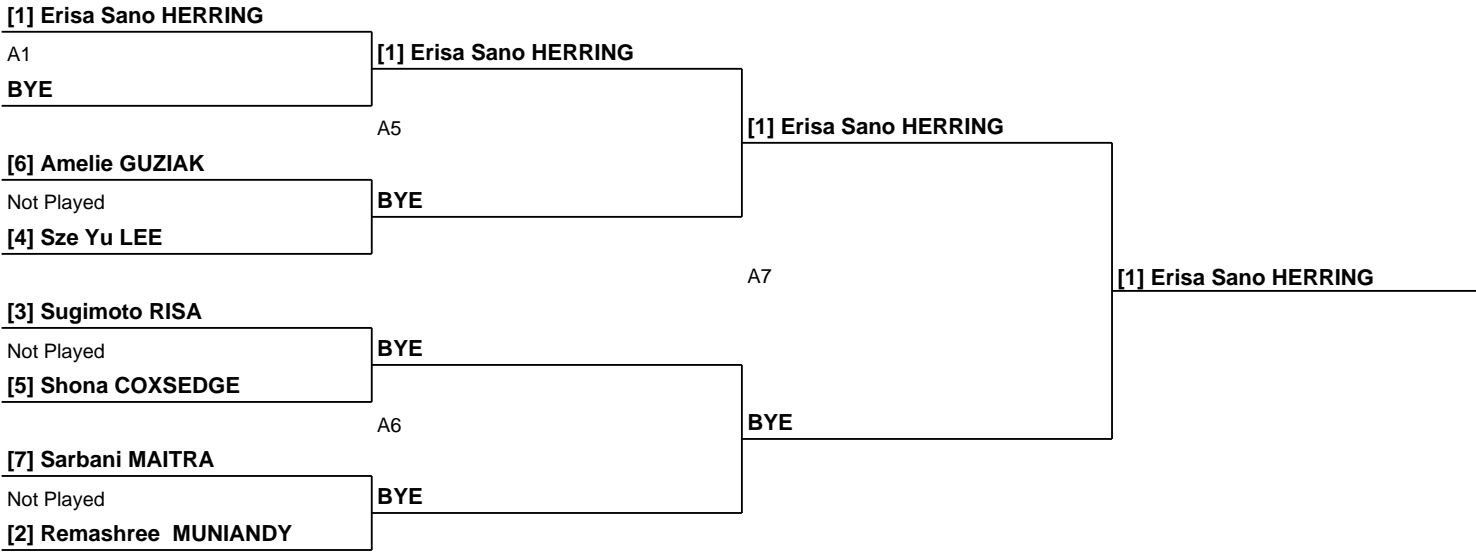 [1] Erisa Sano HERRING
A1
[1] Erisa Sano HERRING
BYE
A5
[1] Erisa Sano HERRING
[6] Amelie GUZIAK
Not Played
BYE
[4] Sze Yu LEE
A7
[1] Erisa Sano HERRING
[3] Sugimoto RISA
Not Played
BYE
[5] Shona COXSEDGE
A6
BYE
[7] Sarbani MAITRA
Not Played
BYE
[2] Remashree  MUNIANDY